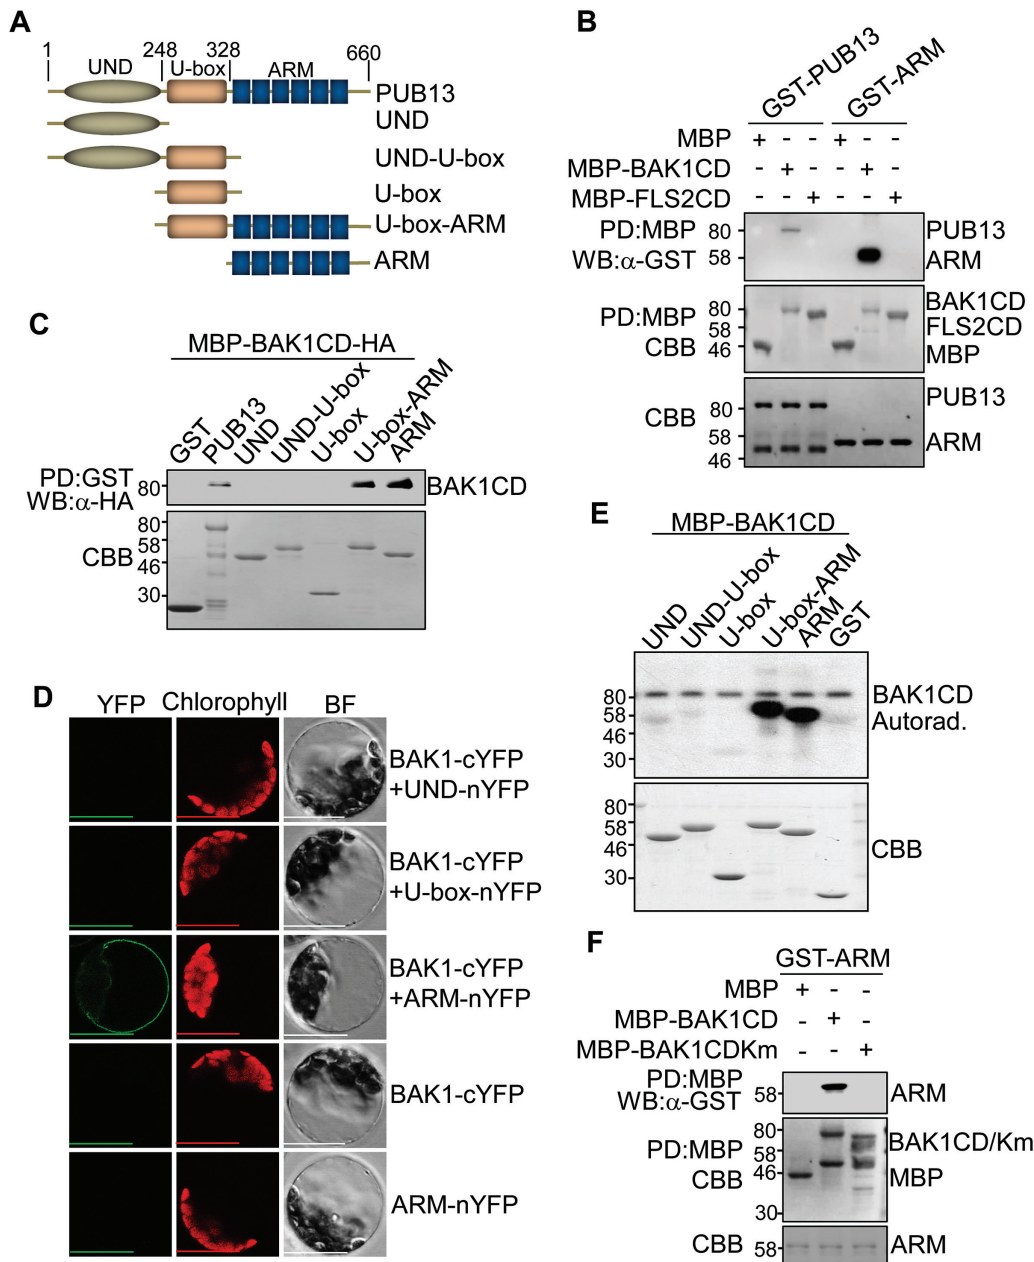 A
1 248 328 660
UND U-box ARM
PUB13
UND
UND-U-box
U-box
U-box-ARM
ARM
B
GST-PUB13 GST-ARM
MBP + - - + - -
MBP-BAK1CD - + - - + -
MBP-FLS2CD - - + - - +
PD:MBP 80 PUB13
WB:α-GST 58 ARM
80 BAK1CD
PD:MBP 58 FLS2CD
CBB 46 MBP
PUB13
CBB 80
58 ARM
46
C
MBP-BAK1CD-HA
GST PUB13 UND UND-U-box U-box U-box-ARM ARM
PD:GST 80 BAK1CD
WB:α-HA
80
58
CBB 46
30
D
YFP Chlorophyll BF
BAK1-cYFP
+UND-nYFP
BAK1-cYFP
+U-box-nYFP
BAK1-cYFP
+ARM-nYFP
BAK1-cYFP
ARM-nYFP
E
MBP-BAK1CD
UND UND-U-box U-box U-box-ARM ARM GST
80 BAK1CD
58 Autorad.
46
30
80
58
46 CBB
30
F
GST-ARM
MBP + - -
MBP-BAK1CD - + -
MBP-BAK1CDKm - - +
PD:MBP
WB:α-GST 58 ARM
80 BAK1CD/Km
PD:MBP 58
CBB 46 MBP
30
CBB 58 ARM